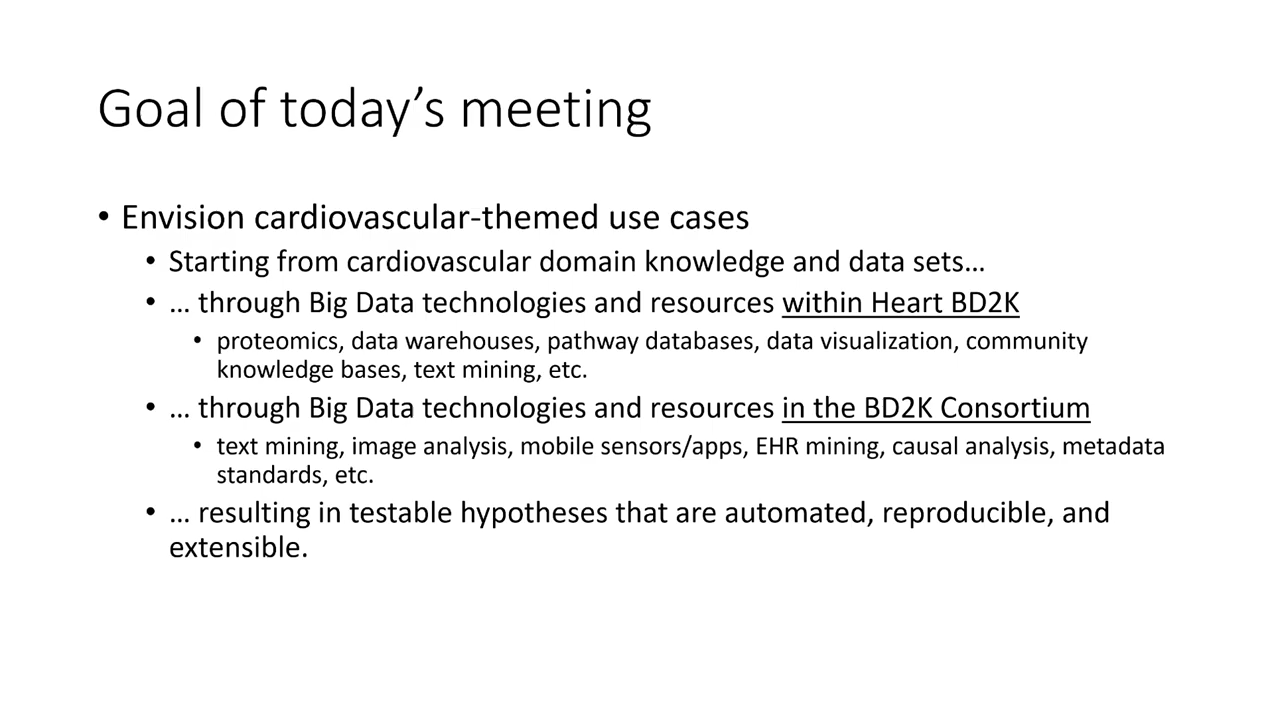 Goal of today’s meeting
• Envision cardiovascular-themed use cases
• Starting from cardiovascular domain knowledge and data sets…
• … through Big Data technologies and resources within Heart BD2K
• proteomics, data warehouses, pathway databases, data visualization, community
knowledge bases, text mining, etc.
• … through Big Data technologies and resources in the BD2K Consortium
• text mining, image analysis, mobile sensors/apps, EHR mining, causal analysis, metadata
standards, etc.
• … resulting in testable hypotheses that are automated, reproducible, and
extensible.